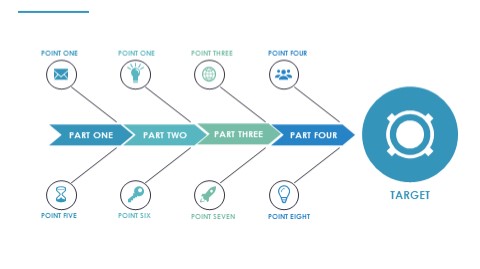 POINT ONE
POINT ONE
POINT THREE
POINT FOUR
PART ONE
PART TWO
PART THREE
PART FOUR
TARGET
POINT FIVE
POINT SIX
POINT SEVEN
POINT EIGHT